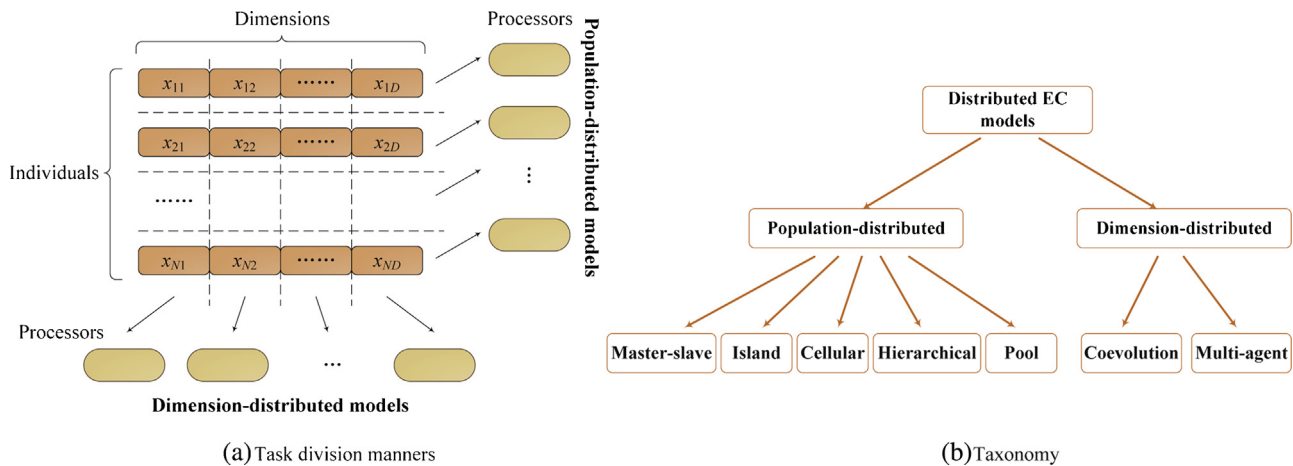 Dimensions
Processors
x11 x12 ······ x1D
x21 x22 ······ x2D
Individuals
······
xN1 xN2 ······ xND
Population-distributed models
Processors
Dimension-distributed models
(a) Task division manners
Distributed EC
models
Population-distributed
Dimension-distributed
Master-slave
Island
Cellular
Hierarchical
Pool
Coevolution
Multi-agent
(b) Taxonomy